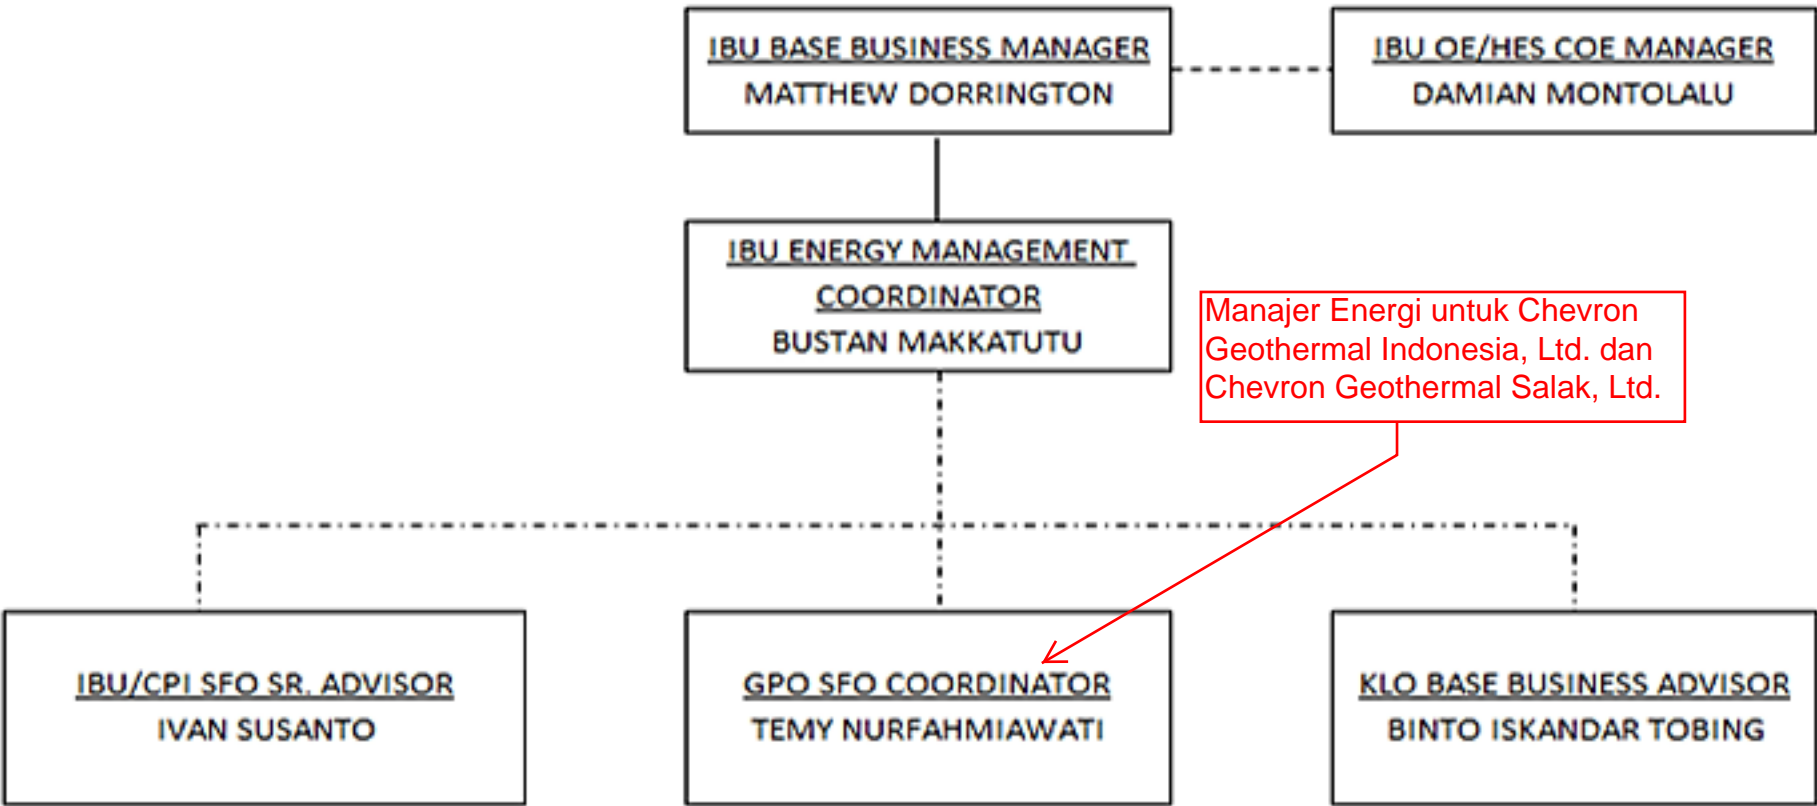 IBU BASE BUSINESS MANAGER
MATTHEW DORRINGTON
IBU OE/HES COE MANAGER
DAMIAN MONTOLALU
IBU ENERGY MANAGEMENT
COORDINATOR
BUSTAN MAKKATUTU
Manajer Energi untuk Chevron
Geothermal Indonesia, Ltd. dan
Chevron Geothermal Salak, Ltd.
IBU/CPI SFO SR. ADVISOR
IVAN SUSANTO
GPO SFO COORDINATOR
TEMY NURFAHMIAWATI
KLO BASE BUSINESS ADVISOR
BINTO ISKANDAR TOBING